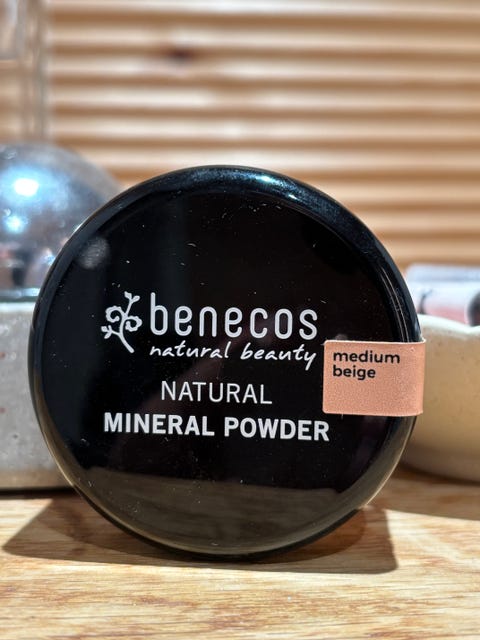 benecos
natural beauty
NATURAL
MINERAL POWDER
medium
beige